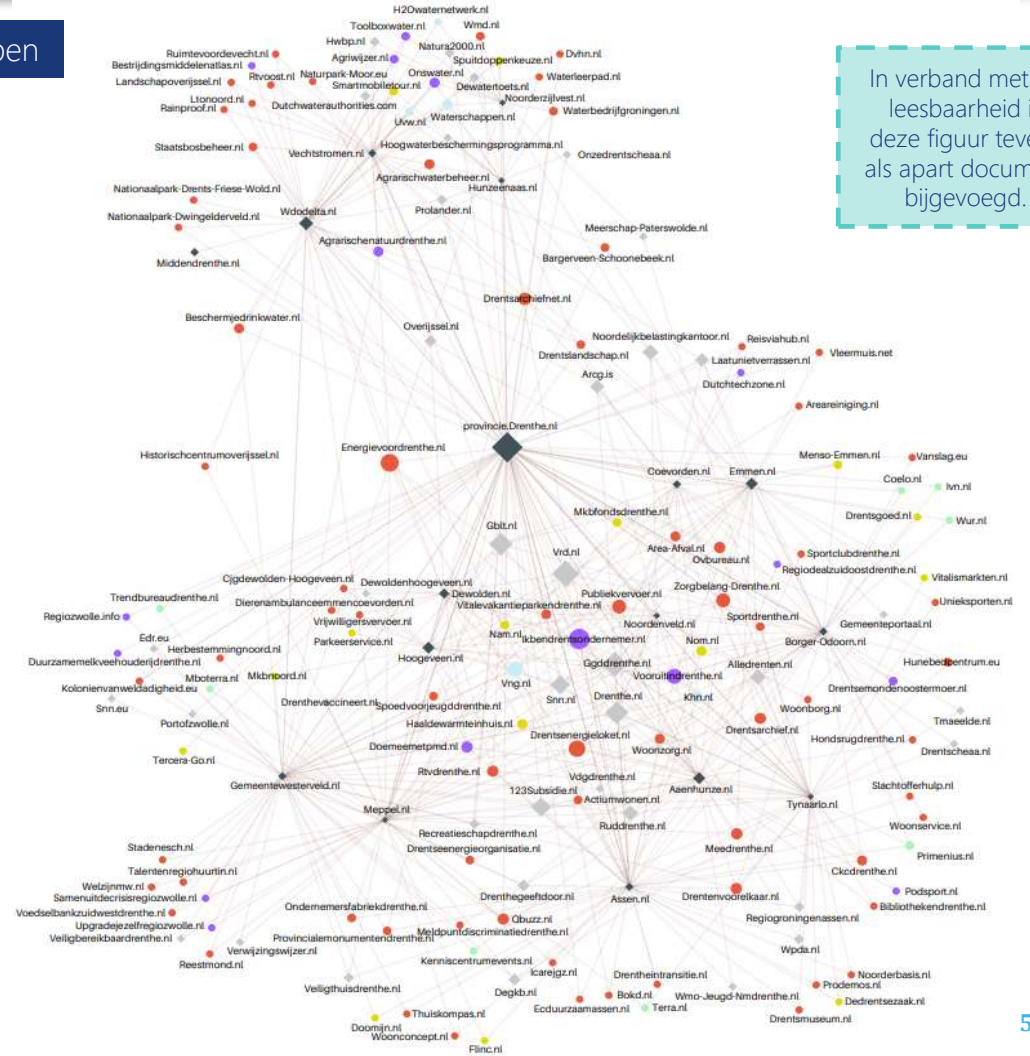 pen
In verband met
leesbaarheid i
deze figuur teve
als apart docum
bijgevoegd.
H2Owaternetwerk.nl
Toolboxwater.nl
Wmd.nl
Hwbp.nl
Natura2000.nl
Ruimtevoordevecht.nl
Agriwijzer.nl
Spuitdoppenkeuze.nl
Dvhn.nl
Bestrijdingsmiddelenatlas.nl
Onswater.nl
Landschapoverijssel.nl
Rtvoost.nl
Naturpark-Moor.eu
Smartmobiletour.nl
Dewatertoets.nl
Waterleerpad.nl
Ltonoord.nl
Dutchwaterauthorities.com
Noorderzijlvest.nl
Rainproof.nl
Waterschappen.nl
Waterbedrijfgroningen.nl
Uvw.nl
Staatsbosbeheer.nl
Vechtstromen.nl
Hoogwaterbeschermingsprogramma.nl
Onzedrentscheaa.nl
Agrarischwaterbeheer.nl
Hunzeenaas.nl
Nationaalpark-Drents-Friese-Wold.nl
Wdodelta.nl
Prolander.nl
Nationaalpark-Dwingelderveld.nl
Meerschap-Paterswolde.nl
Agrarischenatuurdrenthe.nl
Middendrenthe.nl
Bargerveen-Schoonebeek.nl
Drentsarchiefnet.nl
Beschermjedrinkwater.nl
Overijssel.nl
Noordelijkbelastingkantoor.nl
Reisviahub.nl
Drentslandschap.nl
Laatunietverrassen.nl
Vleermuis.net
Arcg.is
Dutchtechzone.nl
Areareiniging.nl
provincie.Drenthe.nl
Energievoordrenthe.nl
Historischcentrumoverijssel.nl
Menso-Emmen.nl
Vanslag.eu
Coevorden.nl
Emmen.nl
Coelo.nl
Ivn.nl
Mkbfondsdrenthe.nl
Drentsgoed.nl
Wur.nl
Gblt.nl
Vrd.nl
Area-Afval.nl
Ovbureau.nl
Sportclubdrenthe.nl
Regiodealzuidoostdrenthe.nl
Cjgdewolden-Hoogeveen.nl
Dewoldenhoogeveen.nl
Publiekvervoer.nl
Zorgbelang-Drenthe.nl
Vitalismarkten.nl
Trendbureaudrenthe.nl
Dewolden.nl
Dierenambulanceemmencoevorden.nl
Vitalevakantieparkendrenthe.nl
Unieksporten.nl
Regiozwolle.info
Vrijwilligersvervoer.nl
Noordenveld.nl
Sportdrenthe.nl
Gemeenteportaal.nl
Edr.eu
Parkeerservice.nl
Nam.nl
Ikbendrentsondernemer.nl
Nom.nl
Borger-Odoorn.nl
Herbestemmingnoord.nl
Hoogeveen.nl
Ggddrenthe.nl
Alledrenten.nl
Hunebedcentrum.eu
Duurzamemelkveehouderijdrenthe.nl
Mboterra.nl
Mkbnoord.nl
Vooruitindrenthe.nl
Drentsemondenoostermoer.nl
Kolonienvanweldadigheid.eu
Vng.nl
Snn.nl
Drenthe.nl
Khn.nl
Snn.eu
Drenthevaccineert.nl
Spoedvoorjeugddrenthe.nl
Woonborg.nl
Portofzwolle.nl
Haaldewarmteinhuis.nl
Drentsarchief.nl
Tmaeelde.nl
Drentsenergieloket.nl
Woonzorg.nl
Hondsrugdrenthe.nl
Doemeemetpmd.nl
Drentscheaa.nl
Tercera-Go.nl
Rtvdrenthe.nl
Vdgdrenthe.nl
Gemeentewesterveld.nl
123Subsidie.nl
Actiumwonen.nl
Aaenhunze.nl
Slachtofferhulp.nl
Meppel.nl
Tynaarlo.nl
Ruddrenthe.nl
Woonservice.nl
Recreatieschapdrenthe.nl
Stadenesch.nl
Drentseenergieorganisatie.nl
Meedrenthe.nl
Primenius.nl
Talentenregiohuurtin.nl
Ckcdrenthe.nl
Welzijnmw.nl
Drenthegeeftdoor.nl
Drentenvoorelkaar.nl
Podsport.nl
Samenuitdecrisisregiozwolle.nl
Assen.nl
Voedselbankzuidwestdrenthe.nl
Ondernemersfabriekdrenthe.nl
Bibliothekendrenthe.nl
Upgradejezelfregiozwolle.nl
Qbuzz.nl
Regiogroningenassen.nl
Veiligbereikbaardrenthe.nl
Provincialemonumentendrenthe.nl
Meldpuntdiscriminatiedrenthe.nl
Verwijzingswijzer.nl
Wpda.nl
Reestmond.nl
Kenniscentrumevents.nl
Icarejgz.nl
Drentheintransitie.nl
Noorderbasis.nl
Veiligthuisdrenthe.nl
Degkb.nl
Prodemos.nl
Bokd.nl
Wmo-Jeugd-Nmdrenthe.nl
Ecduurzaamassen.nl
Terra.nl
Dedrentsezaak.nl
Thuiskompas.nl
Doomijn.nl
Drentsmuseum.nl
Woonconcept.nl
Flinc.nl
5